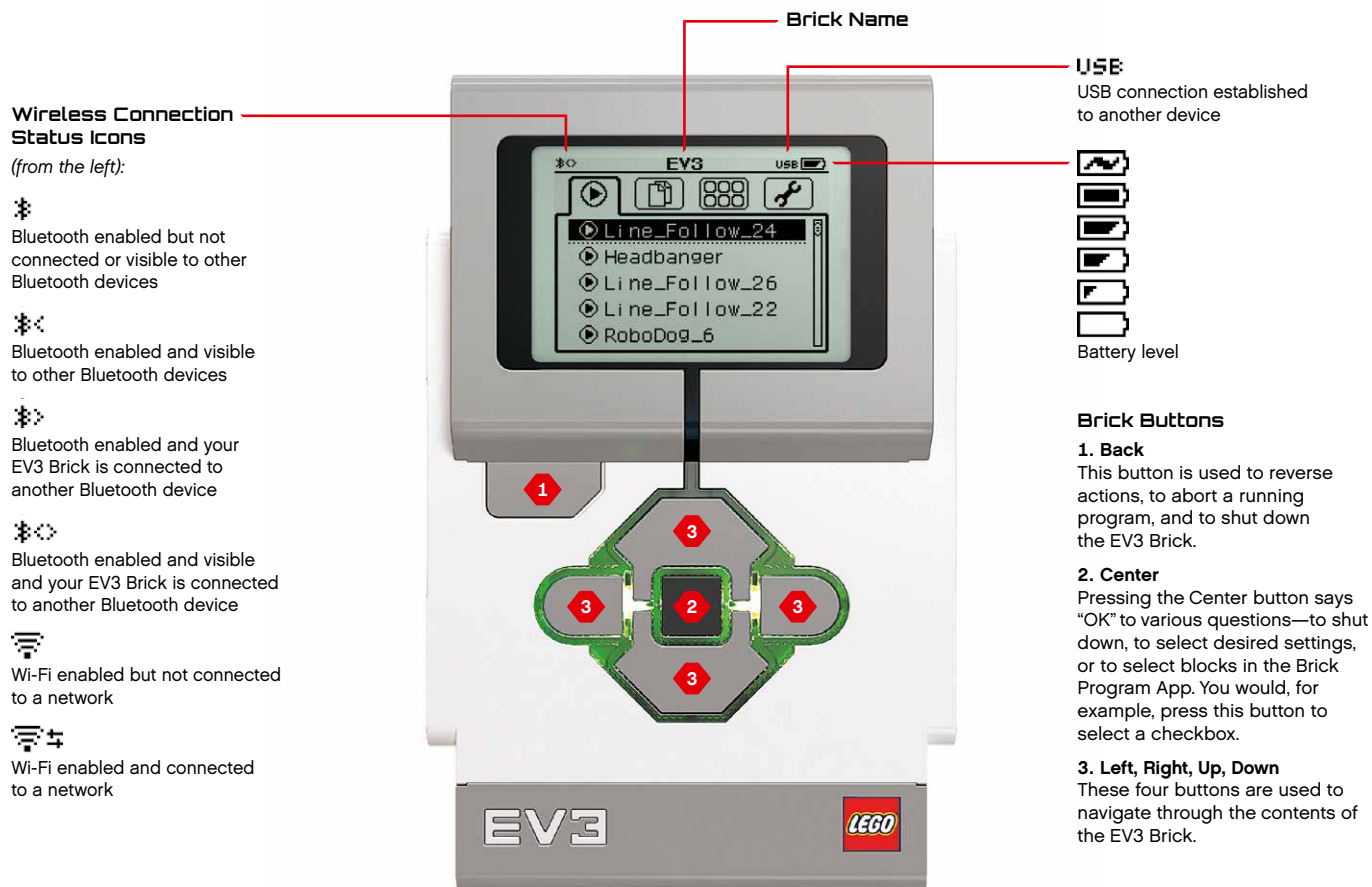 Brick Name
Wireless Connection
Status Icons
(from the left):
Bluetooth enabled but not
connected or visible to other
Bluetooth devices
Bluetooth enabled and visible
to other Bluetooth devices
Bluetooth enabled and your
EV3 Brick is connected to
another Bluetooth device
Bluetooth enabled and visible
and your EV3 Brick is connected
to another Bluetooth device
Wi-Fi enabled but not connected
to a network
Wi-Fi enabled and connected
to a network
EV3 USB
Line_Follow_24
Headbanger
Line_Follow_26
Line_Follow_22
RoboDog_6
1
3
3 2 3
3
EV3 LEGO
USB
USB connection established
to another device
Battery level
Brick Buttons
1. Back
This button is used to reverse
actions, to abort a running
program, and to shut down
the EV3 Brick.
2. Center
Pressing the Center button says
“OK” to various questions—to shut
down, to select desired settings,
or to select blocks in the Brick
Program App. You would, for
example, press this button to
select a checkbox.
3. Left, Right, Up, Down
These four buttons are used to
navigate through the contents of
the EV3 Brick.